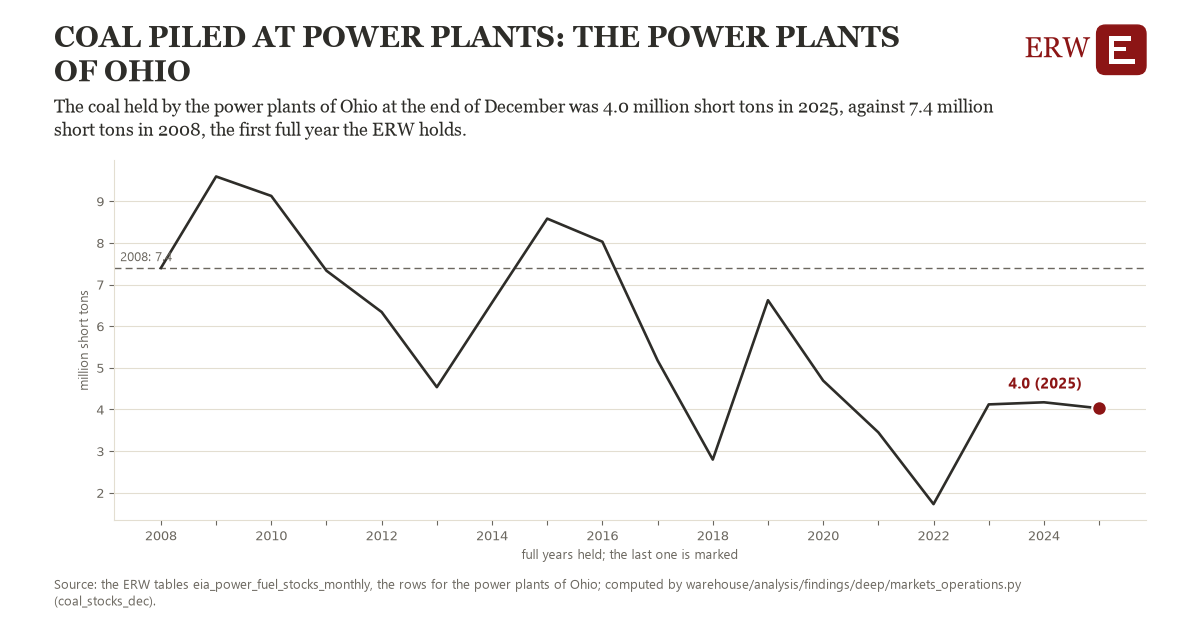 COAL PILED AT POWER PLANTS: THE POWER PLANTS
OF OHIO
ERW E
The coal held by the power plants of Ohio at the end of December was 4.0 million short tons in 2025, against 7.4 million
short tons in 2008, the first full year the ERW holds.
9
8
7
6
5
4
3
2
million short tons
2008: 7.4
4.0 (2025)
2008 2010 2012 2014 2016 2018 2020 2022 2024
full years held; the last one is marked
Source: the ERW tables eia_power_fuel_stocks_monthly, the rows for the power plants of Ohio; computed by warehouse/analysis/findings/deep/markets_operations.py
(coal_stocks_dec).